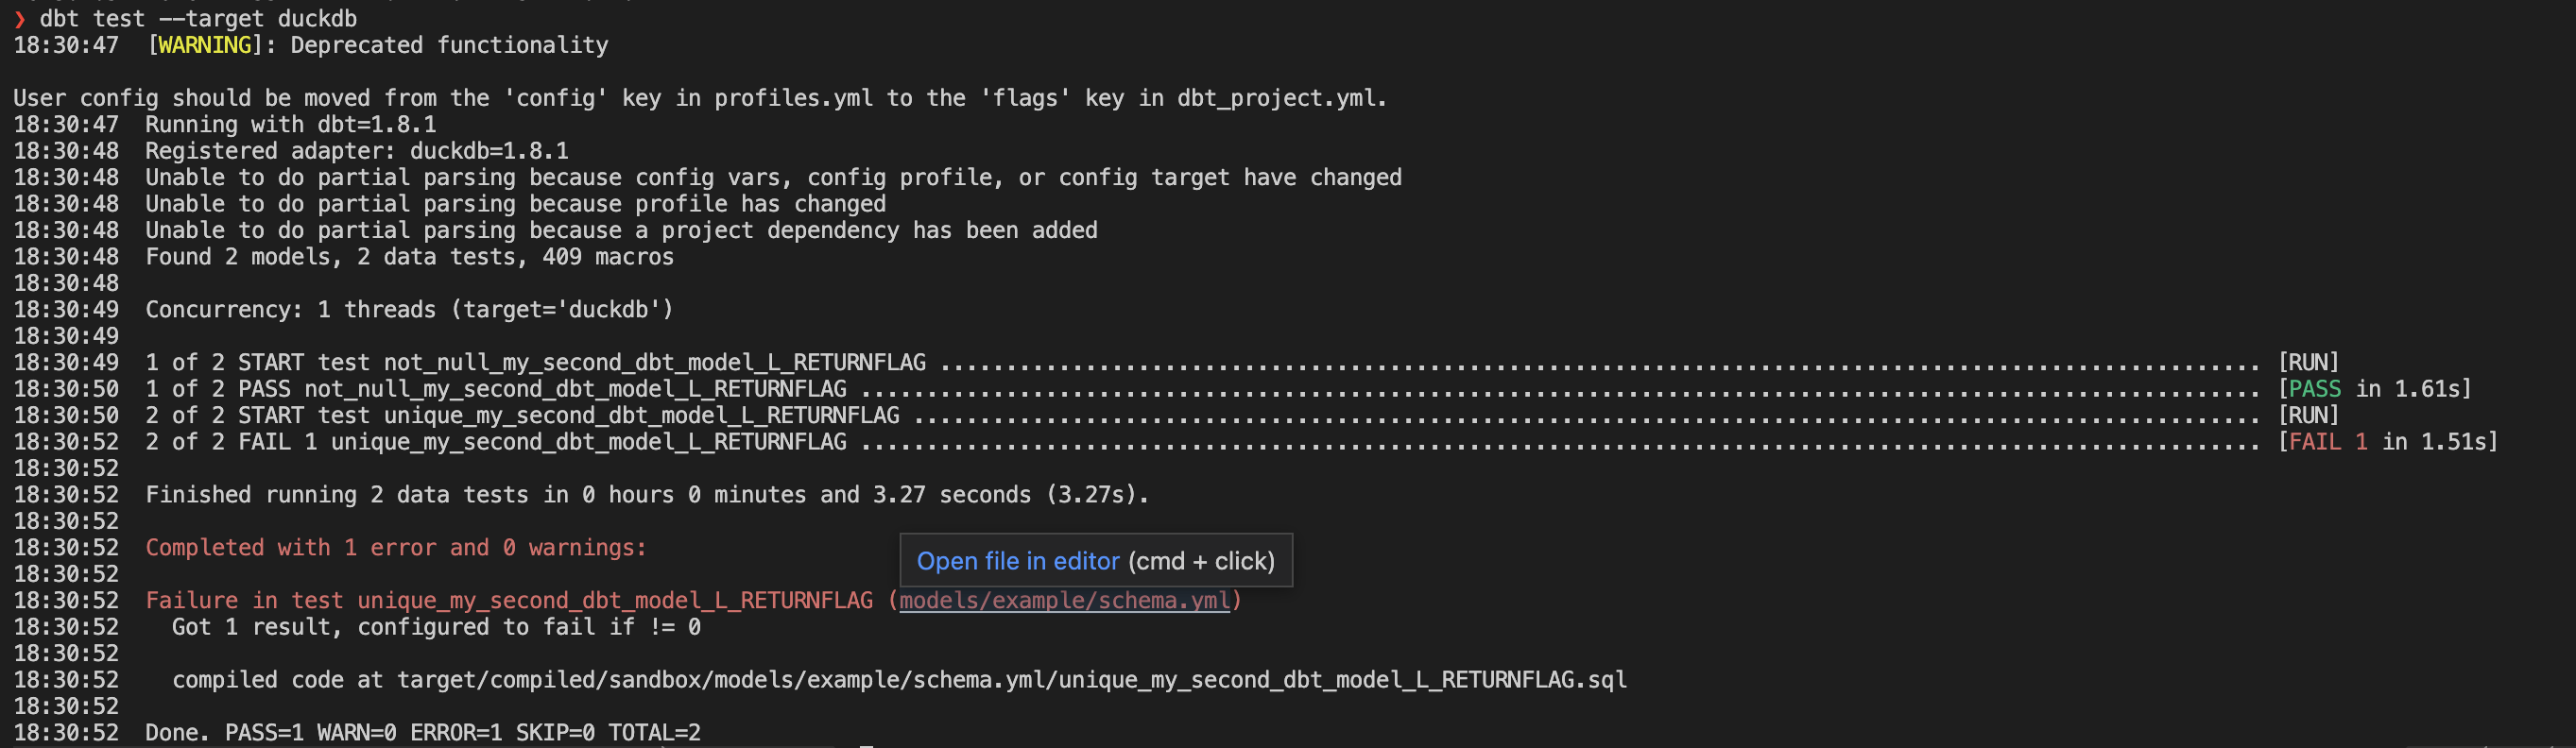 ❯ dbt test --target duckdb
18:30:47  [WARNING]: Deprecated functionality
User config should be moved from the 'config' key in profiles.yml to the 'flags' key in dbt_project.yml.
18:30:47  Running with dbt=1.8.1
18:30:48  Registered adapter: duckdb=1.8.1
18:30:48  Unable to do partial parsing because config vars, config profile, or config target have changed
18:30:48  Unable to do partial parsing because profile has changed
18:30:48  Unable to do partial parsing because a project dependency has been added
18:30:48  Found 2 models, 2 data tests, 409 macros
18:30:48
18:30:49  Concurrency: 1 threads (target='duckdb')
18:30:49
18:30:49  1 of 2 START test not_null_my_second_dbt_model_L_RETURNFLAG .................................................................................................... [RUN]
18:30:50  1 of 2 PASS not_null_my_second_dbt_model_L_RETURNFLAG .......................................................................................................... [PASS in 1.61s]
18:30:50  2 of 2 START test unique_my_second_dbt_model_L_RETURNFLAG ...................................................................................................... [RUN]
18:30:52  2 of 2 FAIL 1 unique_my_second_dbt_model_L_RETURNFLAG .......................................................................................................... [FAIL 1 in 1.51s]
18:30:52
18:30:52  Finished running 2 data tests in 0 hours 0 minutes and 3.27 seconds (3.27s).
18:30:52
18:30:52  Completed with 1 error and 0 warnings:
Open file in editor (cmd + click)
18:30:52
18:30:52  Failure in test unique_my_second_dbt_model_L_RETURNFLAG (models/example/schema.yml)
18:30:52    Got 1 result, configured to fail if != 0
18:30:52
18:30:52    compiled code at target/compiled/sandbox/models/example/schema.yml/unique_my_second_dbt_model_L_RETURNFLAG.sql
18:30:52
18:30:52  Done. PASS=1 WARN=0 ERROR=1 SKIP=0 TOTAL=2